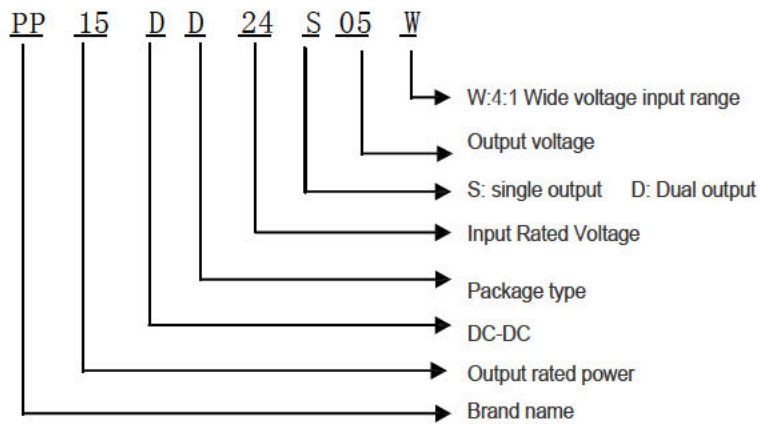 PP 15 D D 24 S 05 W
W:4:1 Wide voltage input range
Output voltage
S: single output D: Dual output
Input Rated Voltage
Package type
DC-DC
Output rated power
Brand name